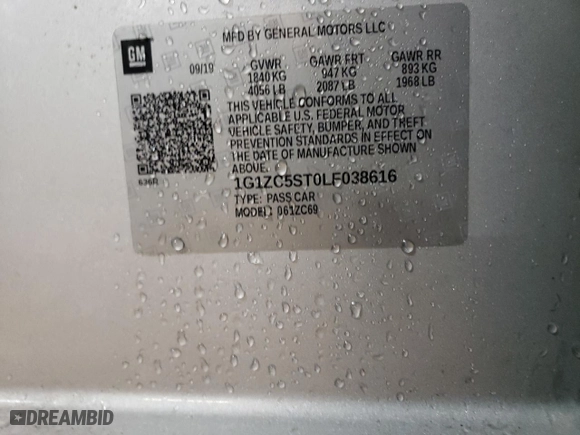 GM
MFD BY GENERAL MOTORS LLC
09/19
GVWR GAWR FRT GAWR RR
1840 KG 947 KG 893 KG
4056 LB 2087 LB 1968 LB
THIS VEHICLE CONFORMS TO ALL
APPLICABLE U.S. FEDERAL MOTOR
VEHICLE SAFETY, BUMPER, AND THEFT
PREVENTION STANDARDS IN EFFECT ON
THE DATE OF MANUFACTURE SHOWN
ABOVE.
636R
1G1ZC5ST0LF038616
TYPE: PASS CAR
MODEL: 061ZC69
DREAMBID